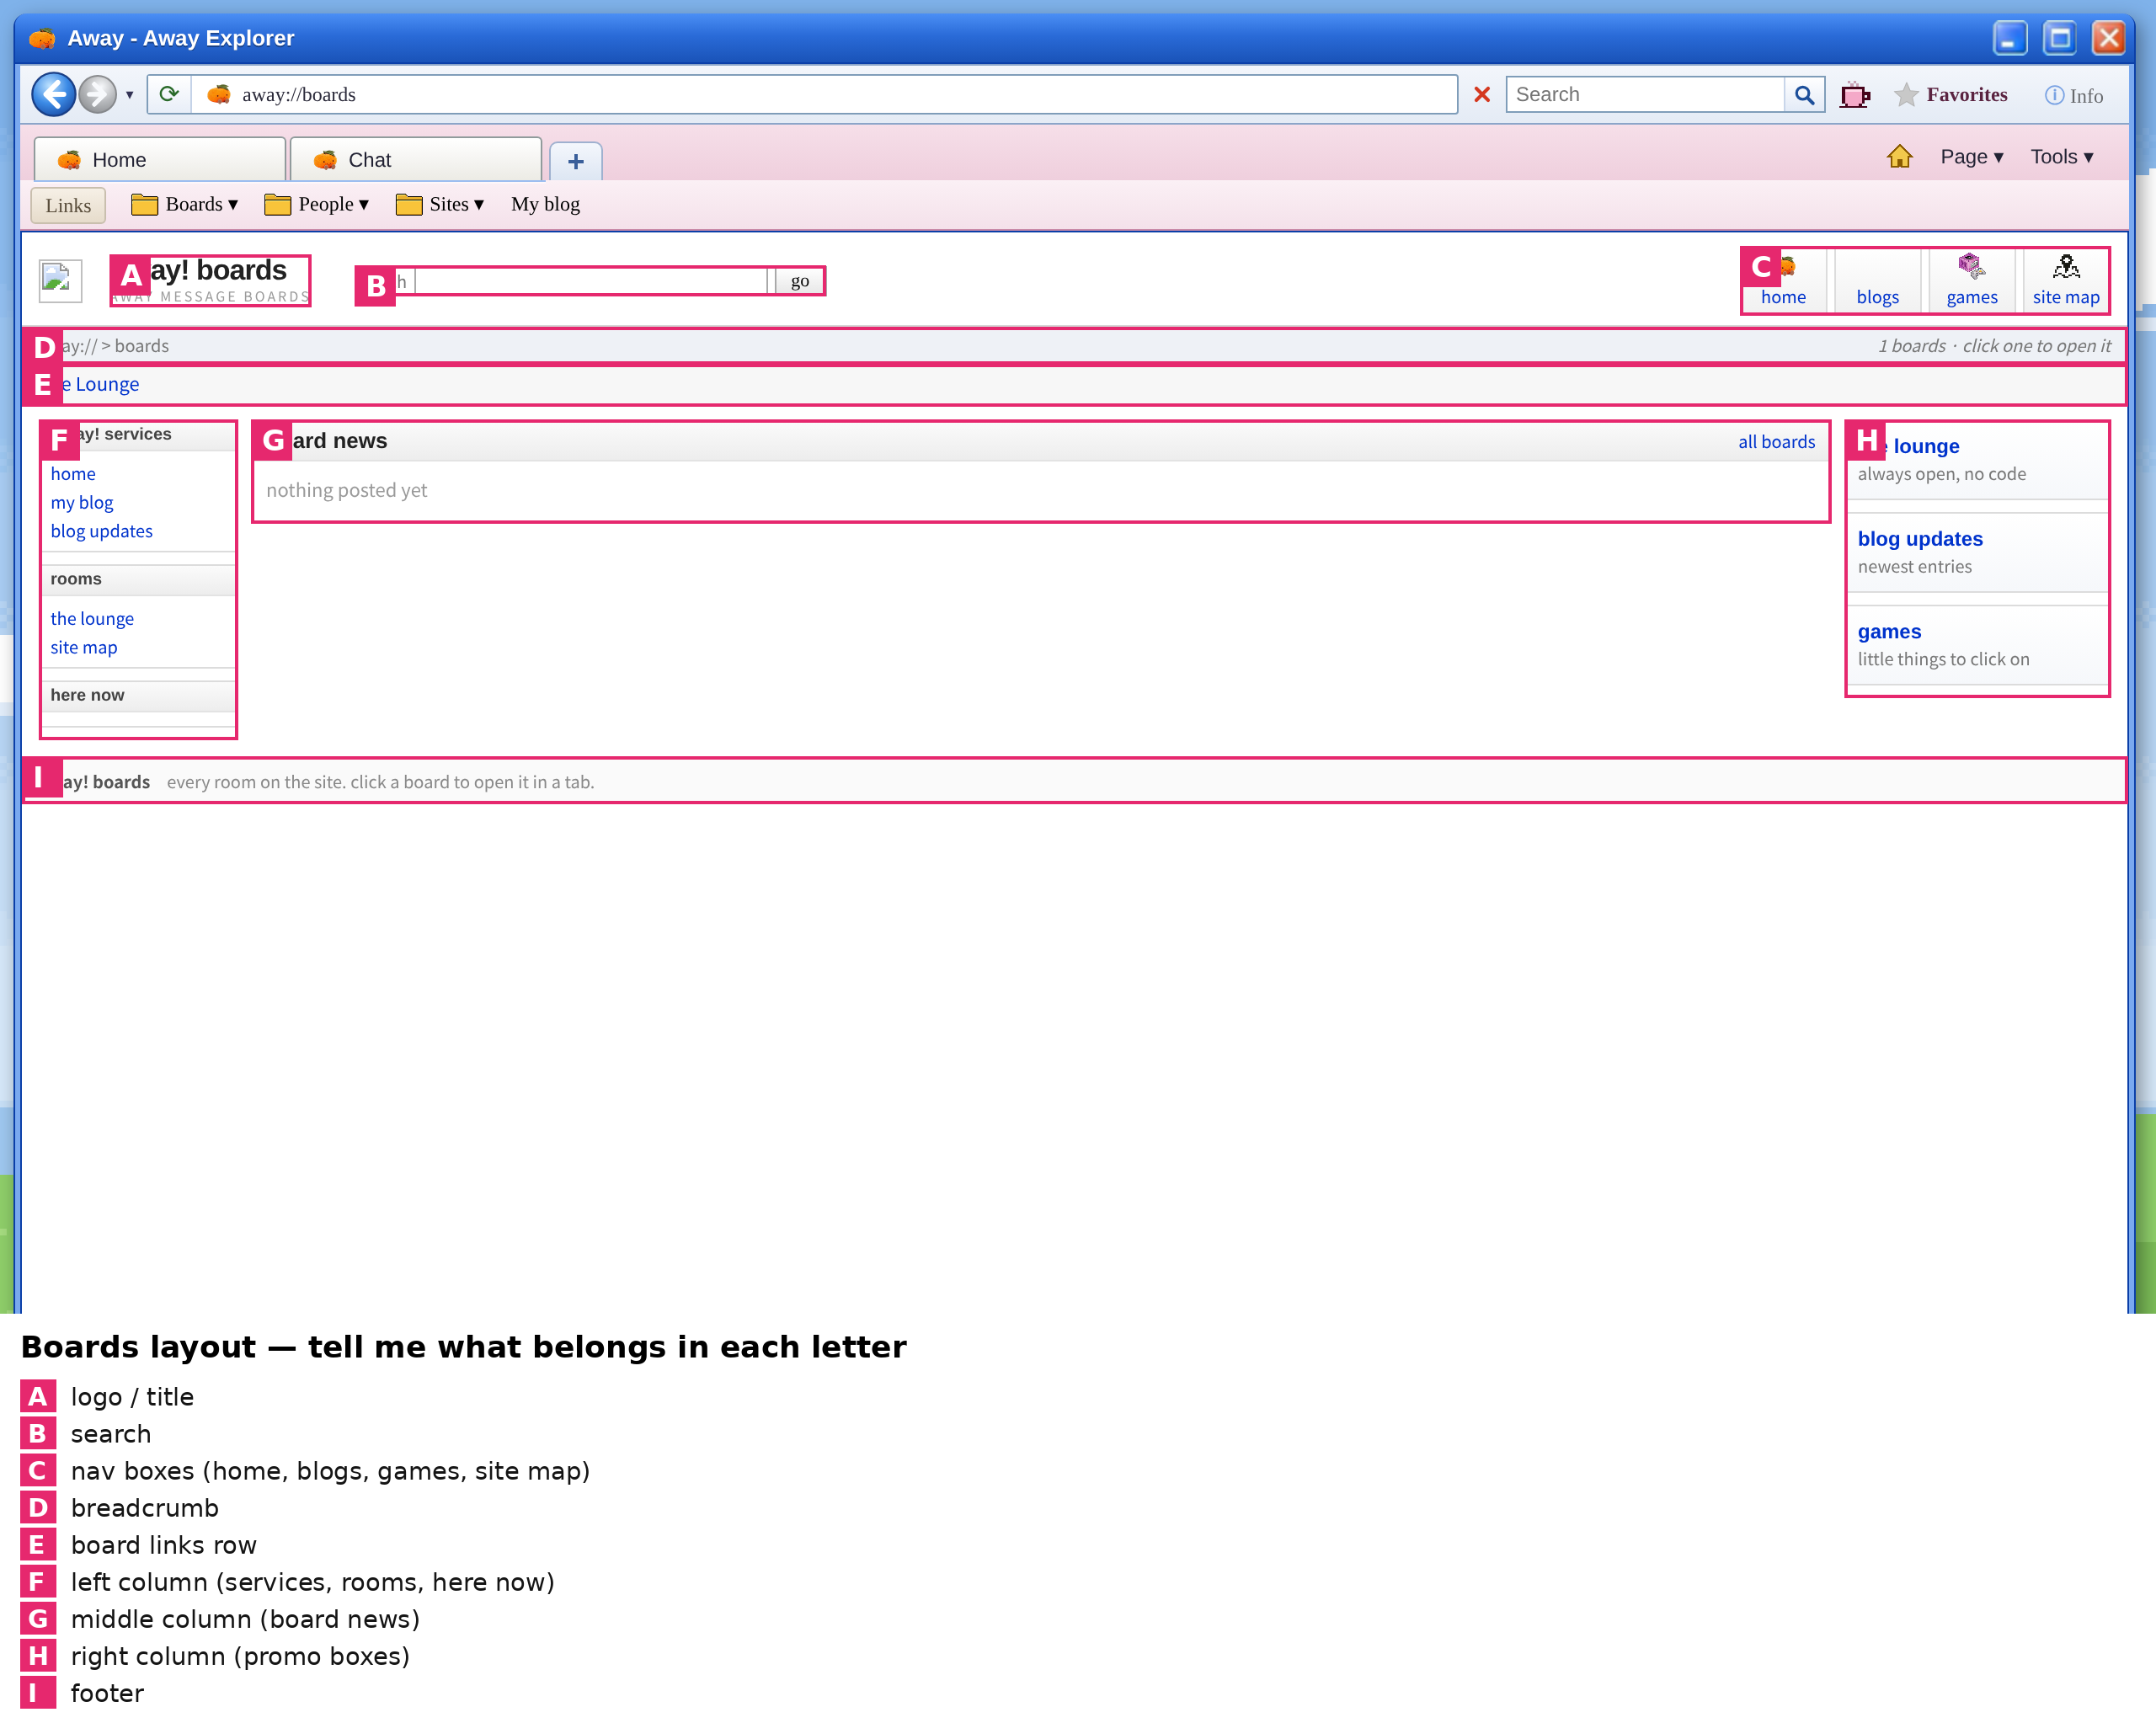 Away - Away Explorer
away://boards
Search
Favorites
Info
Home
Chat
+
Page ▾
Tools ▾
Links
Boards ▾
People ▾
Sites ▾
My blog
A
ay! boards
AWAY MESSAGE BOARDS
B
h
go
C
home
blogs
games
site map
D
ay:// > boards
1 boards · click one to open it
E
e Lounge
F
ay! services
home
my blog
blog updates
rooms
the lounge
site map
here now
G
ard news
all boards
nothing posted yet
H
lounge
always open, no code
blog updates
newest entries
games
little things to click on
I
ay! boards
every room on the site. click a board to open it in a tab.
Boards layout — tell me what belongs in each letter
A logo / title
B search
C nav boxes (home, blogs, games, site map)
D breadcrumb
E board links row
F left column (services, rooms, here now)
G middle column (board news)
H right column (promo boxes)
I footer